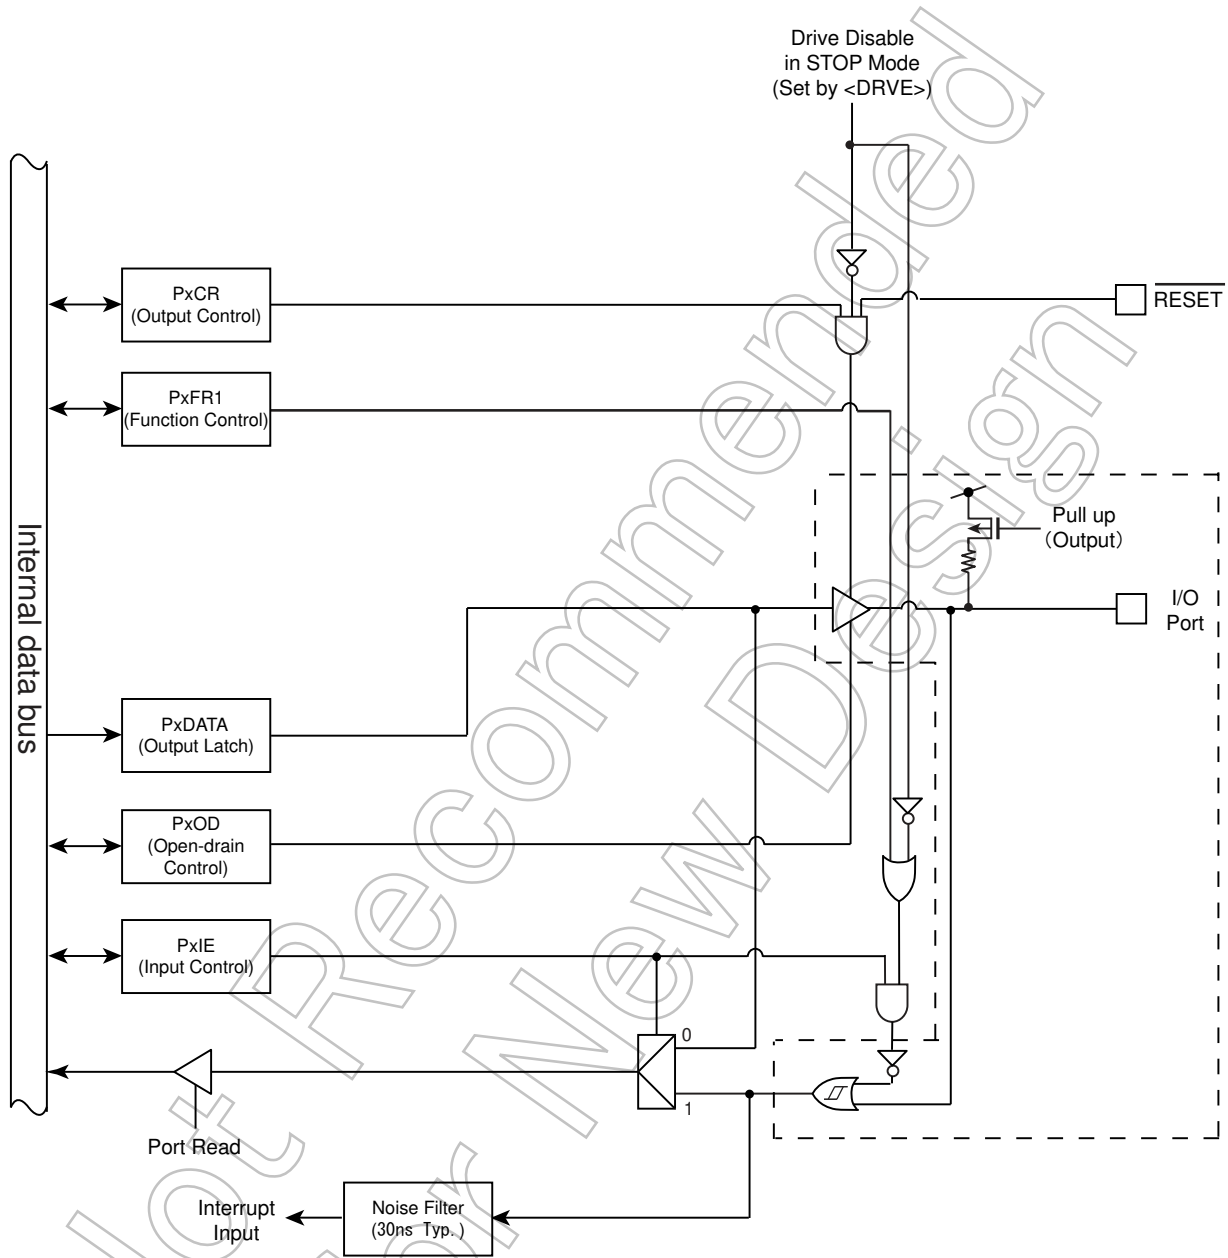 Drive Disable
in STOP Mode
(Set by <DRVE>)
PxCR
(Output Control)
RESET
PxFR1
(Function Control)
Pull up
(Output)
I/O
Port
Internal data bus
PxDATA
(Output Latch)
PxOD
(Open-drain
Control)
PxIE
(Input Control)
0
1
Port Read
Interrupt
Input
Noise Filter
(30ns Typ.)
Not Recommended
for New Design